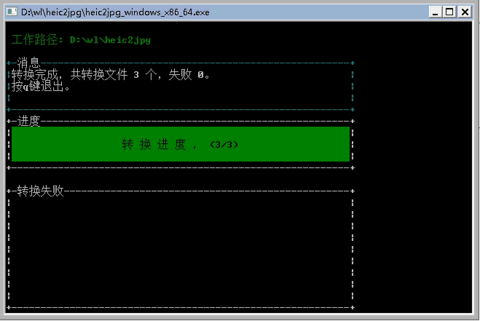 D:\wl\heic2jpg\heic2jpg_windows_x86_64.exe
工作路径: D:\wl\heic2jpg
消息
转换完成, 共转换文件 3 个, 失败 0。
按q键退出。
进度
转 换 进 度 ， (3/3)
转换失败